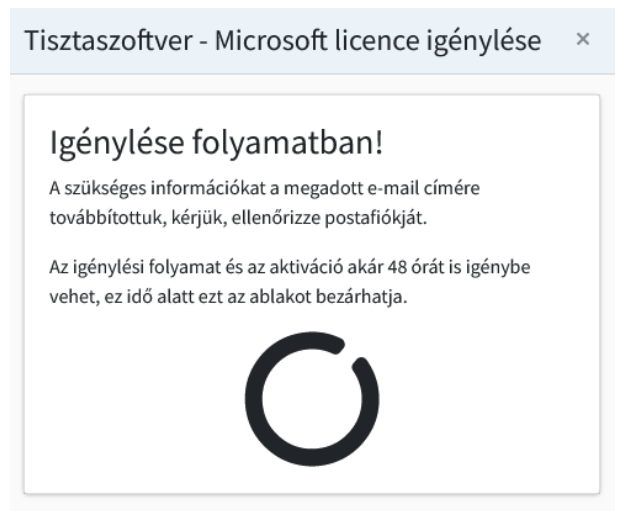 Tisztaszoftver - Microsoft licence igénylése ×
Igénylése folyamatban!
A szükséges információkat a megadott e-mail címére
továbbítottuk, kérjük, ellenőrizze postafiókját.
Az igénylési folyamat és az aktiváció akár 48 órát is igénybe
vehet, ez idő alatt ezt az ablakot bezárhatja.